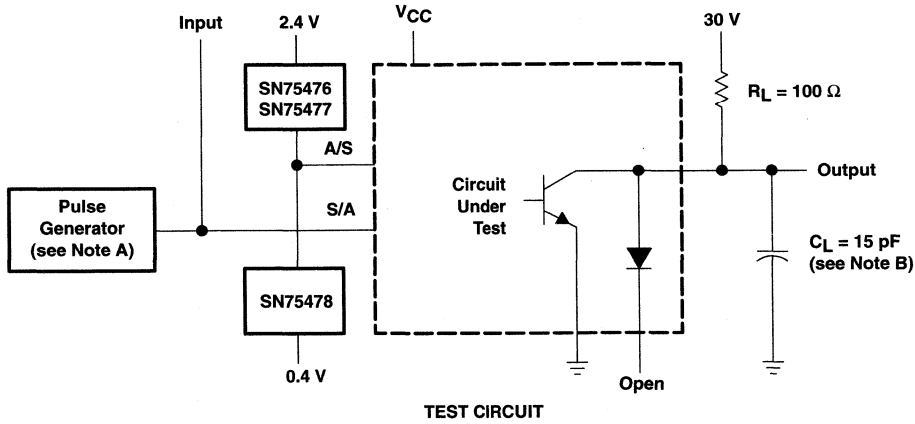 Input
2.4 V
VCC
30 V
SN75476
SN75477
RL = 100 Ω
A/S
Circuit
Under
Test
Output
Pulse
Generator
(see Note A)
S/A
CL = 15 pF
(see Note B)
SN75478
0.4 V
Open
TEST CIRCUIT